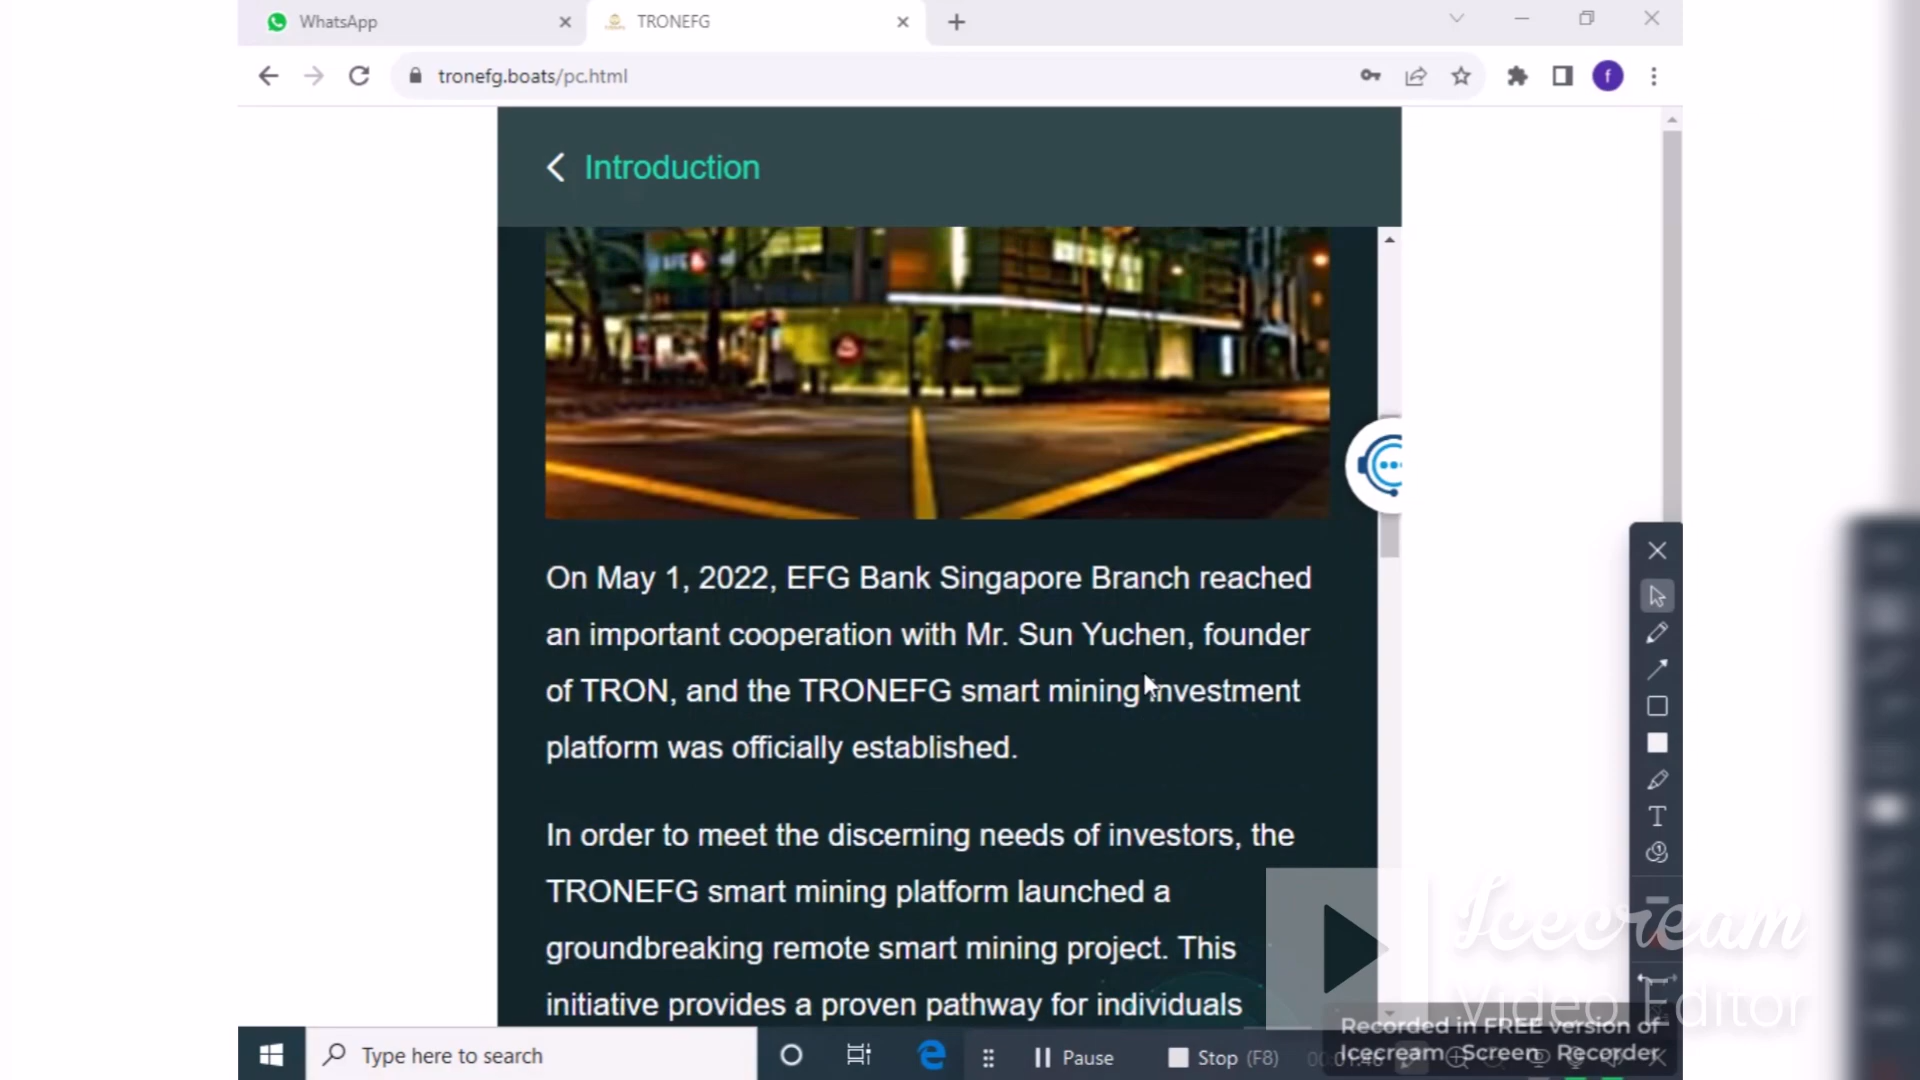 WhatsApp
TRONEFG
tronefg.boats/pc.html
f
Introduction
On May 1, 2022, EFG Bank Singapore Branch reached
an important cooperation with Mr. Sun Yuchen, founder
of TRON, and the TRONEFG smart mining investment
platform was officially established.
In order to meet the discerning needs of investors, the
TRONEFG smart mining platform launched a
groundbreaking remote smart mining project. This
initiative provides a proven pathway for individuals
Icecream
Video Editor
Recorded in FREE version of
Icecream Screen Recorder
Type here to search
Pause
Stop (F8)